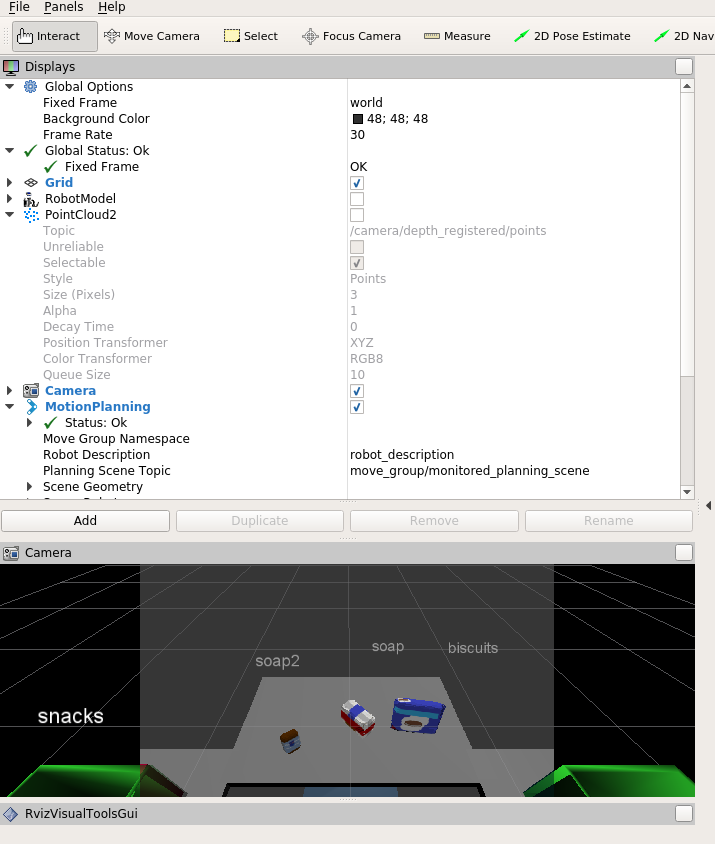 File Panels Help
Interact Move Camera Select Focus Camera Measure 2D Pose Estimate 2D Nav
Displays
Global Options
Fixed Frame world
Background Color 48; 48; 48
Frame Rate 30
Global Status: Ok
Fixed Frame OK
Grid
RobotModel
PointCloud2
Topic /camera/depth_registered/points
Unreliable
Selectable
Style Points
Size (Pixels) 3
Alpha 1
Decay Time 0
Position Transformer XYZ
Color Transformer RGB8
Queue Size 10
Camera
MotionPlanning
Status: Ok
Move Group Namespace
Robot Description robot_description
Planning Scene Topic move_group/monitored_planning_scene
Scene Geometry
Add Duplicate Remove Rename
Camera
soap biscuits
soap2
snacks
RvizVisualToolsGui